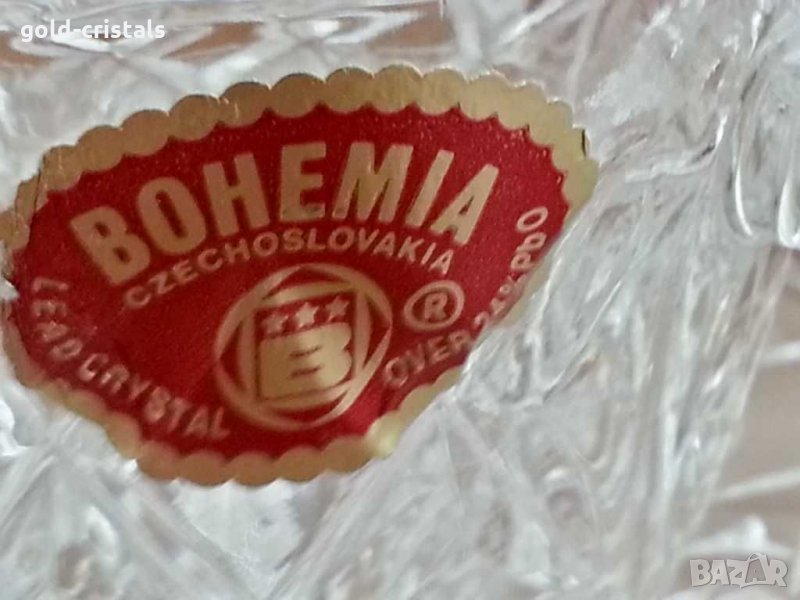 gold-cristals
BOHEMIA
CZECHOSLOVAKIA
LEAD CRYSTAL
B
®
OVER 24% PbO
BAZAR